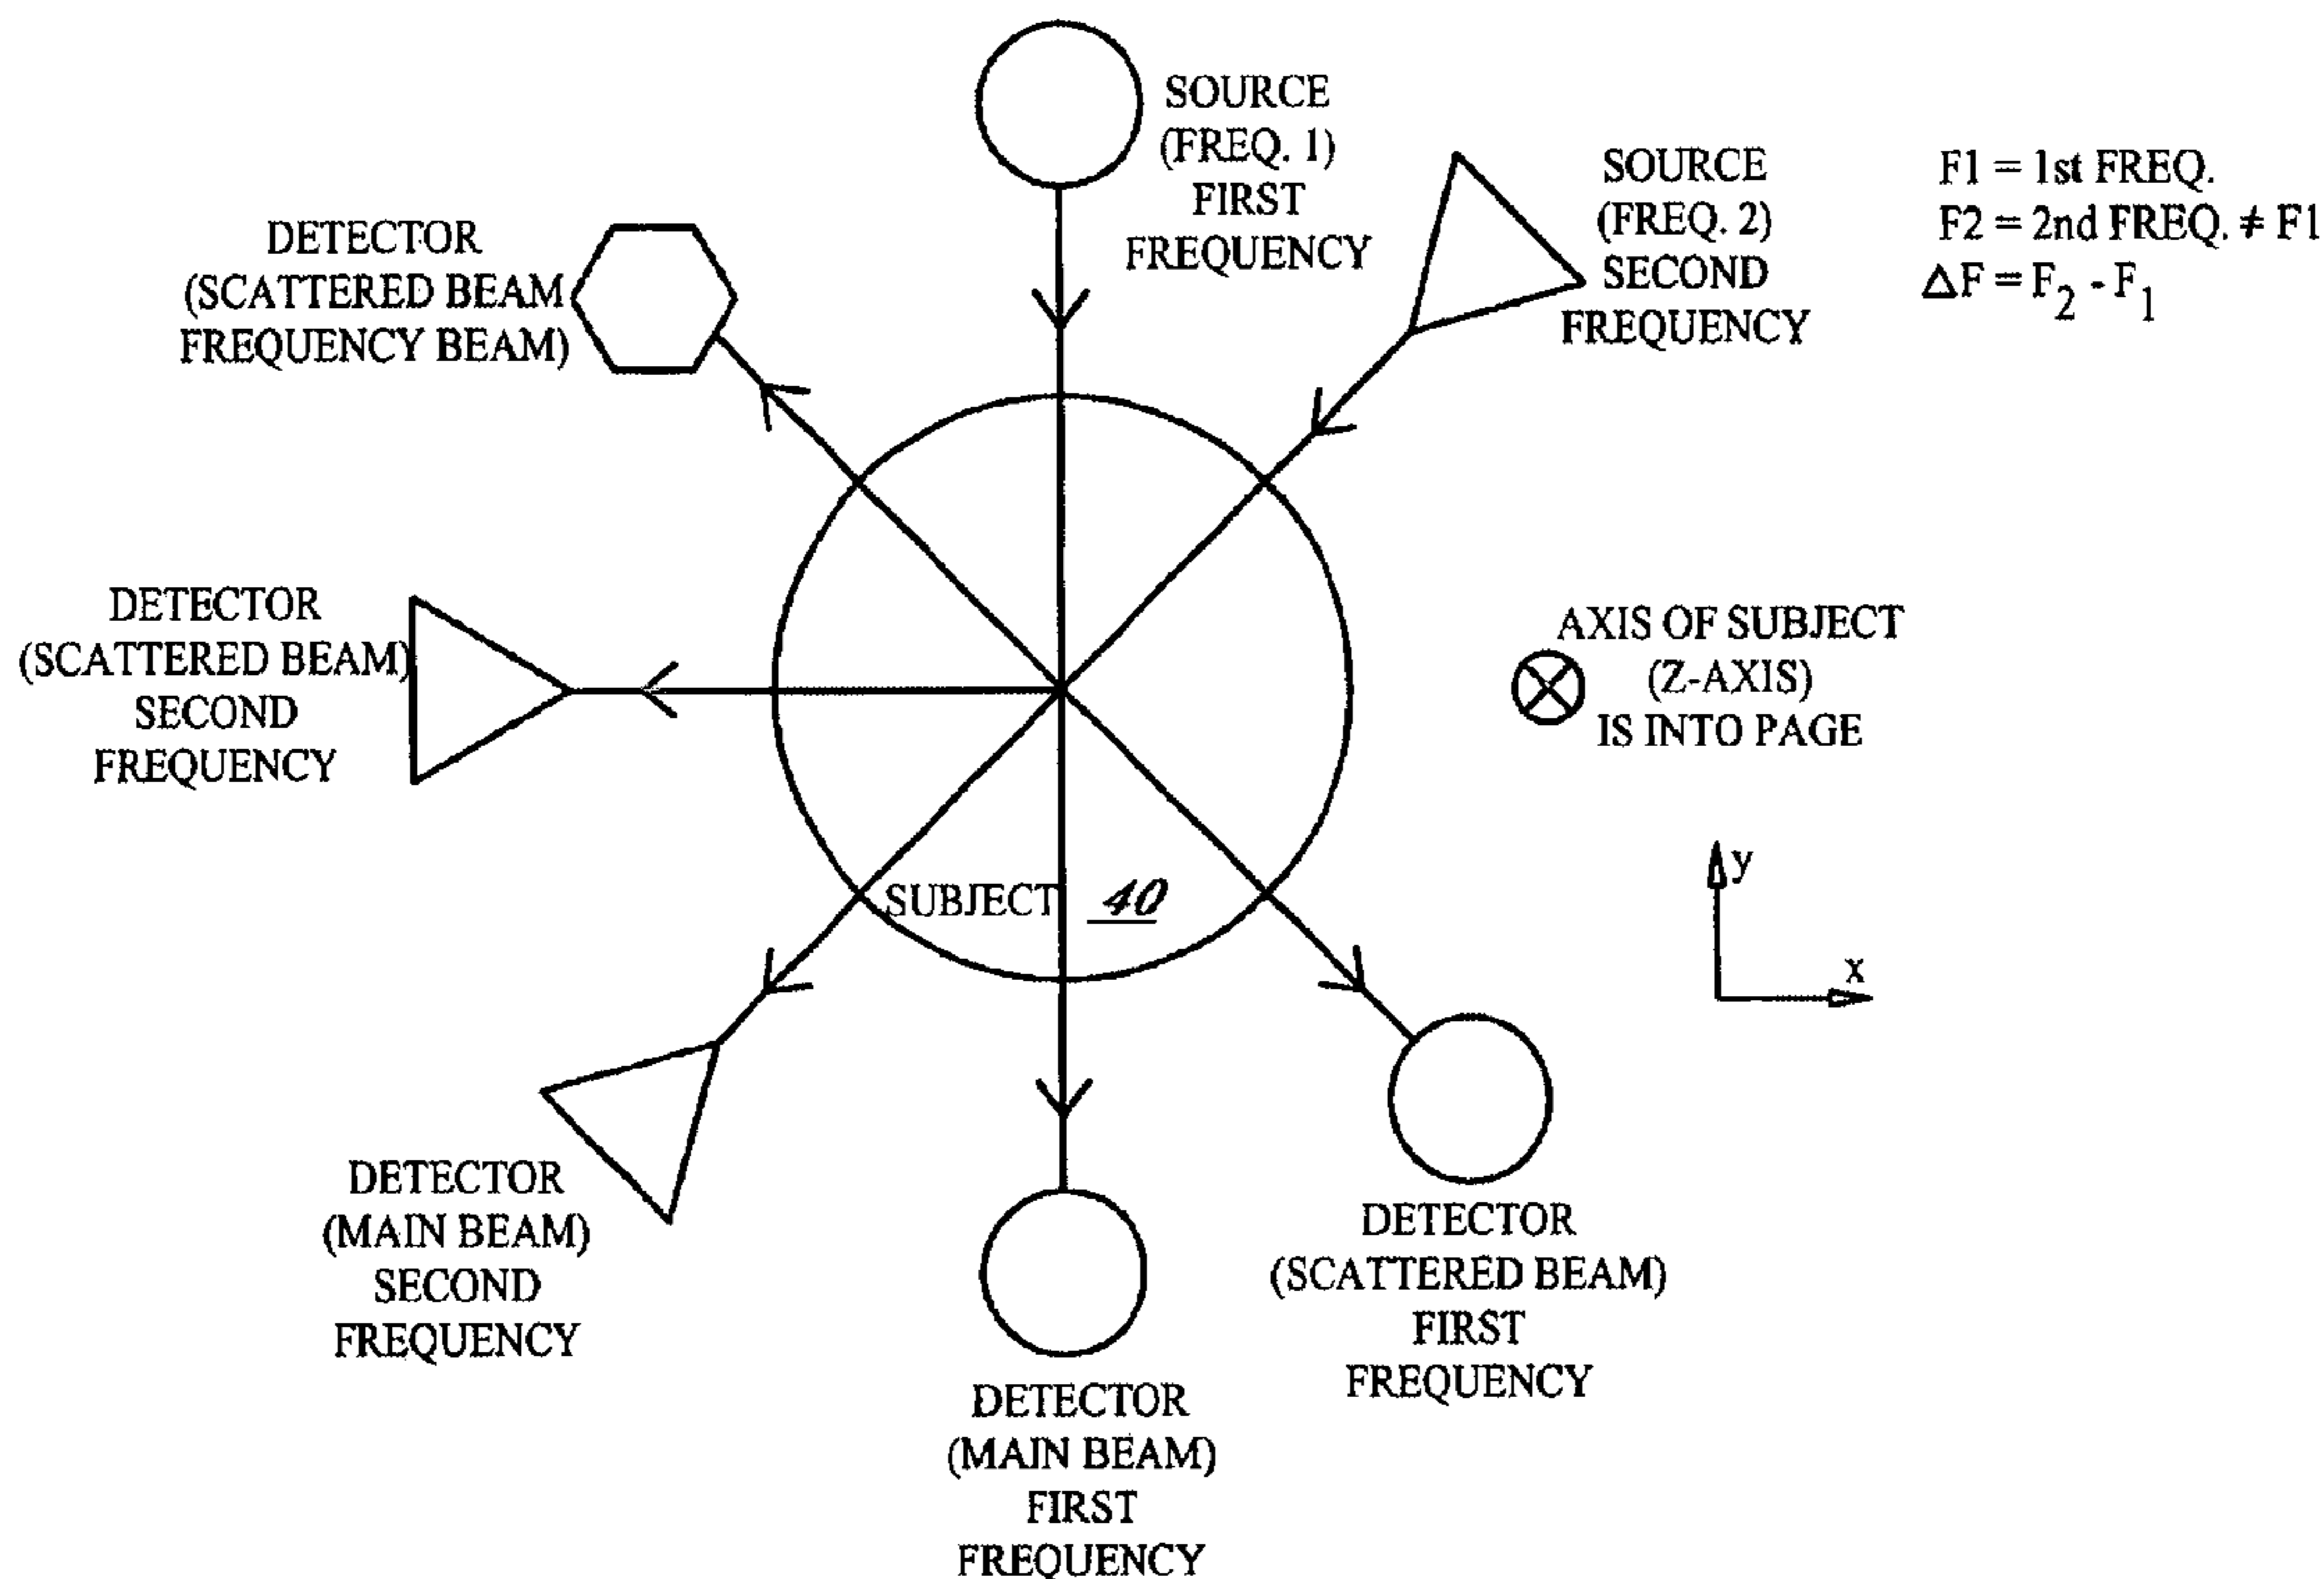 SOURCE
(FREQ. 1)
FIRST
FREQUENCY
SOURCE
(FREQ. 2)
SECOND
FREQUENCY
F1 = 1st FREQ.
F2 = 2nd FREQ. ≠ F1
ΔF = F2 - F1
DETECTOR
(SCATTERED BEAM
FREQUENCY BEAM)
DETECTOR
(SCATTERED BEAM)
SECOND
FREQUENCY
AXIS OF SUBJECT
(Z-AXIS)
IS INTO PAGE
SUBJECT 40
y
x
DETECTOR
(MAIN BEAM)
SECOND
FREQUENCY
DETECTOR
(MAIN BEAM)
FIRST
FREQUENCY
DETECTOR
(SCATTERED BEAM)
FIRST
FREQUENCY